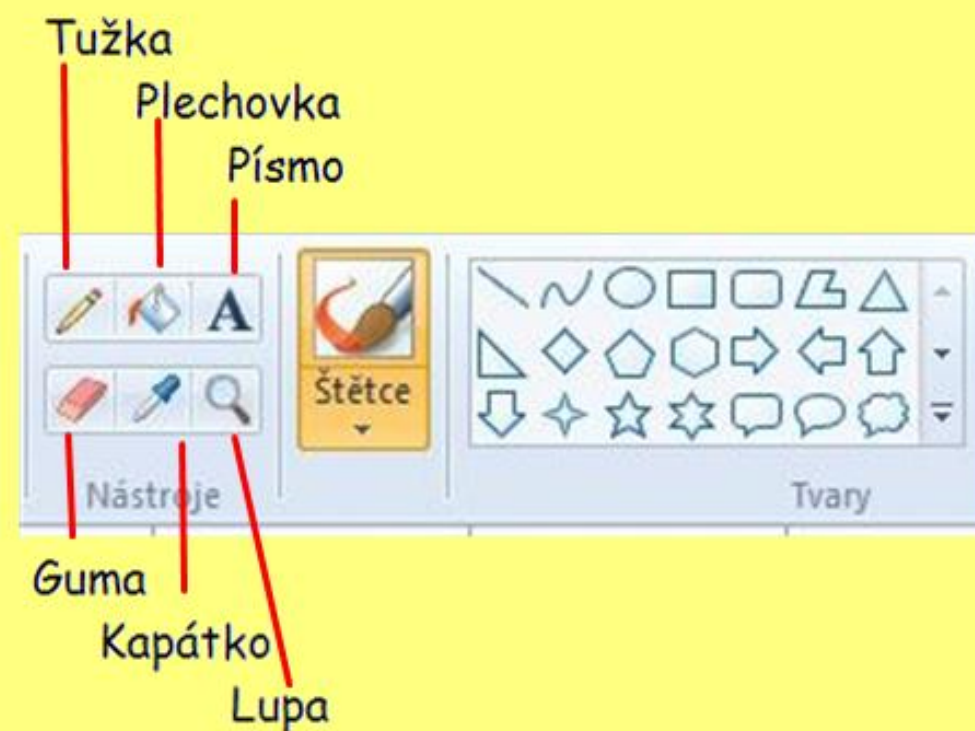 Tužka
Plechovka
Písmo
A
Štětce
Nástroje
Tvary
Guma
Kapátko
Lupa